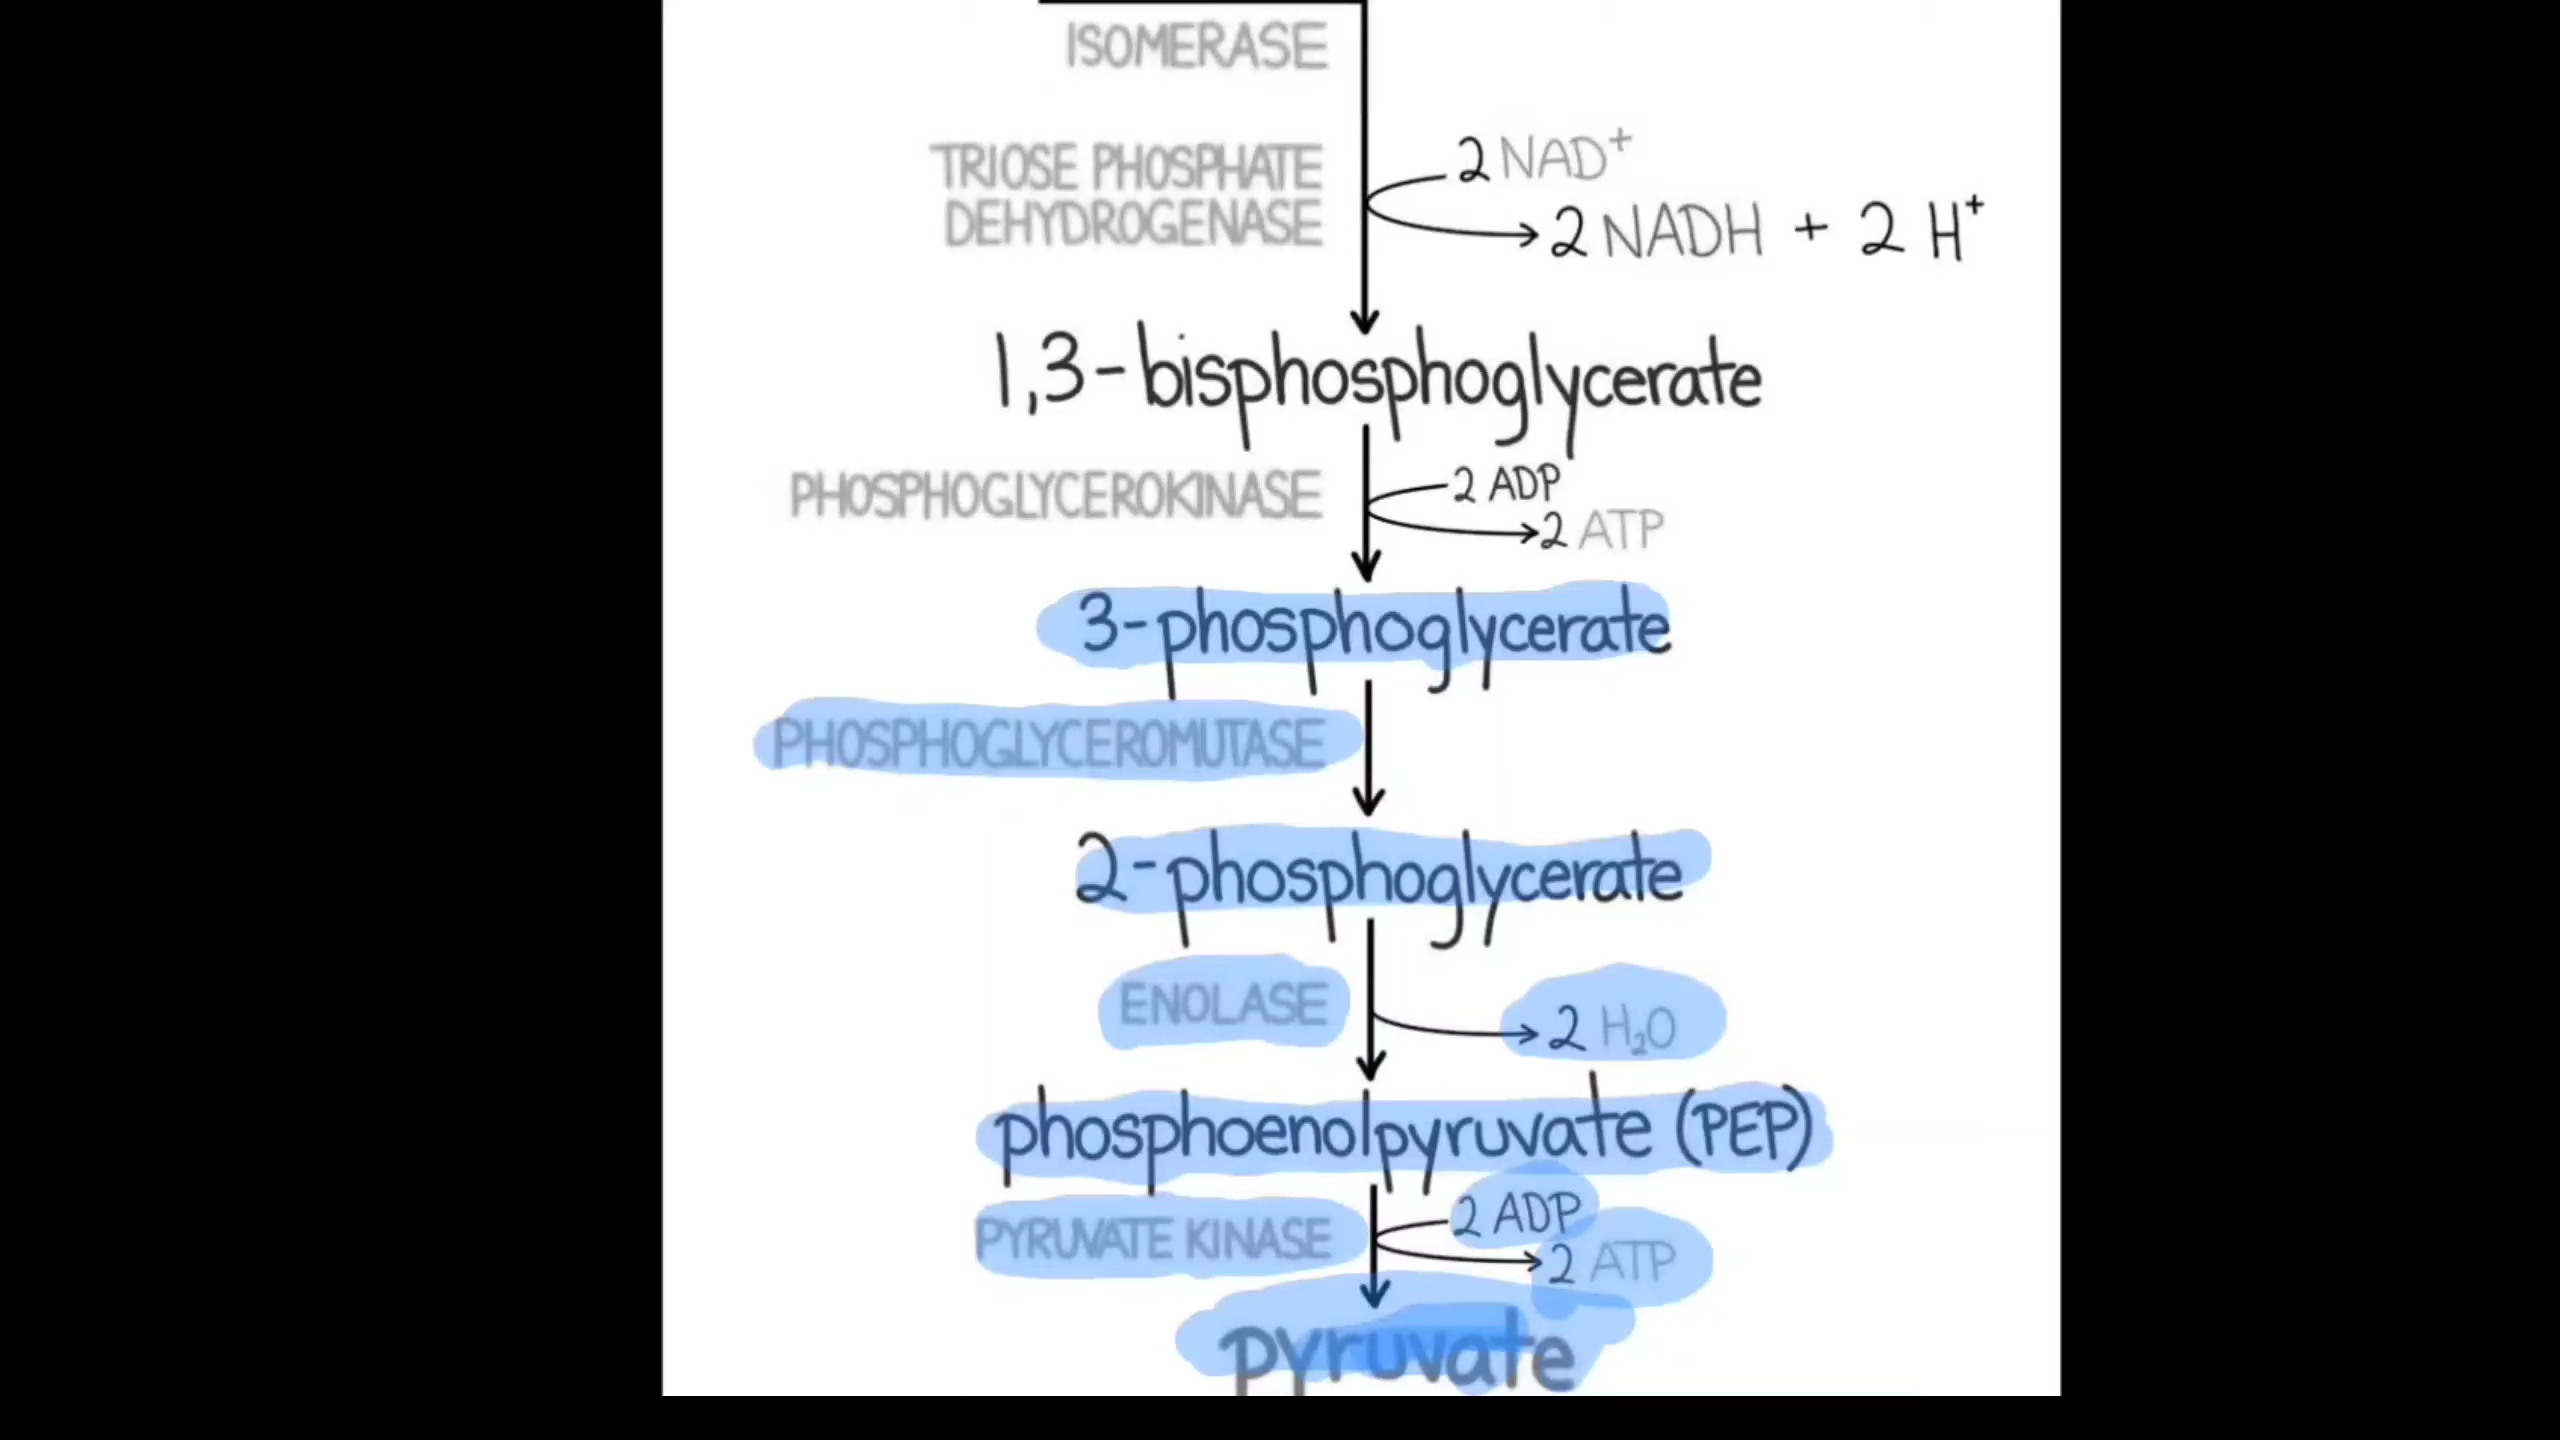 ISOMERASE
TRIOSE PHOSPHATE
DEHYDROGENASE
2 NAD⁺
2 NADH + 2 H⁺
1,3-bisphosphoglycerate
PHOSPHOGLYCEROKINASE
2 ADP
2 ATP
3-phosphoglycerate
PHOSPHOGLYCEROMUTASE
2-phosphoglycerate
ENOLASE
2 H₂O
phosphoenolpyruvate (PEP)
PYRUVATE KINASE
2 ADP
2 ATP
pyruvate